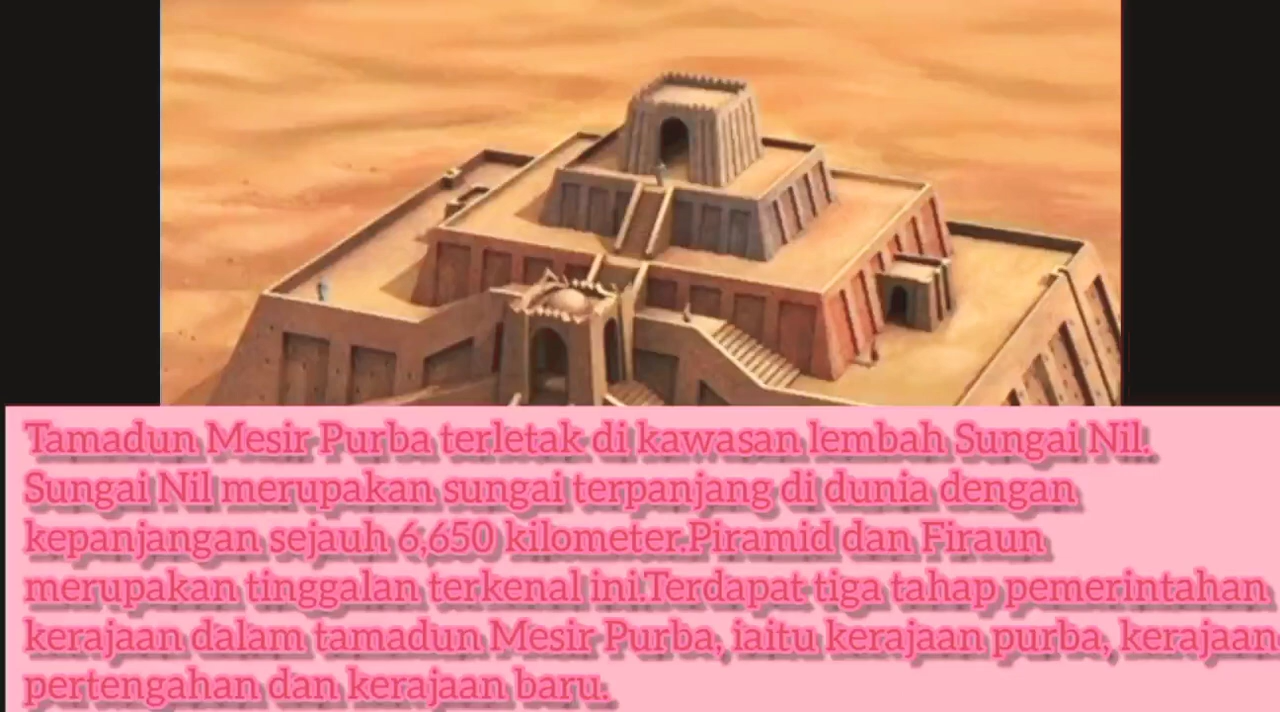 Tamadun Mesir Purba terletak di kawasan lembah Sungai Nil.
Sungai Nil merupakan sungai terpanjang di dunia dengan
kepanjangan sejauh 6,650 kilometer.Piramid dan Firaun
merupakan tinggalan terkenal ini.Terdapat tiga tahap pemerintahan
kerajaan dalam tamadun Mesir Purba, iaitu kerajaan purba, kerajaan
pertengahan dan kerajaan baru.